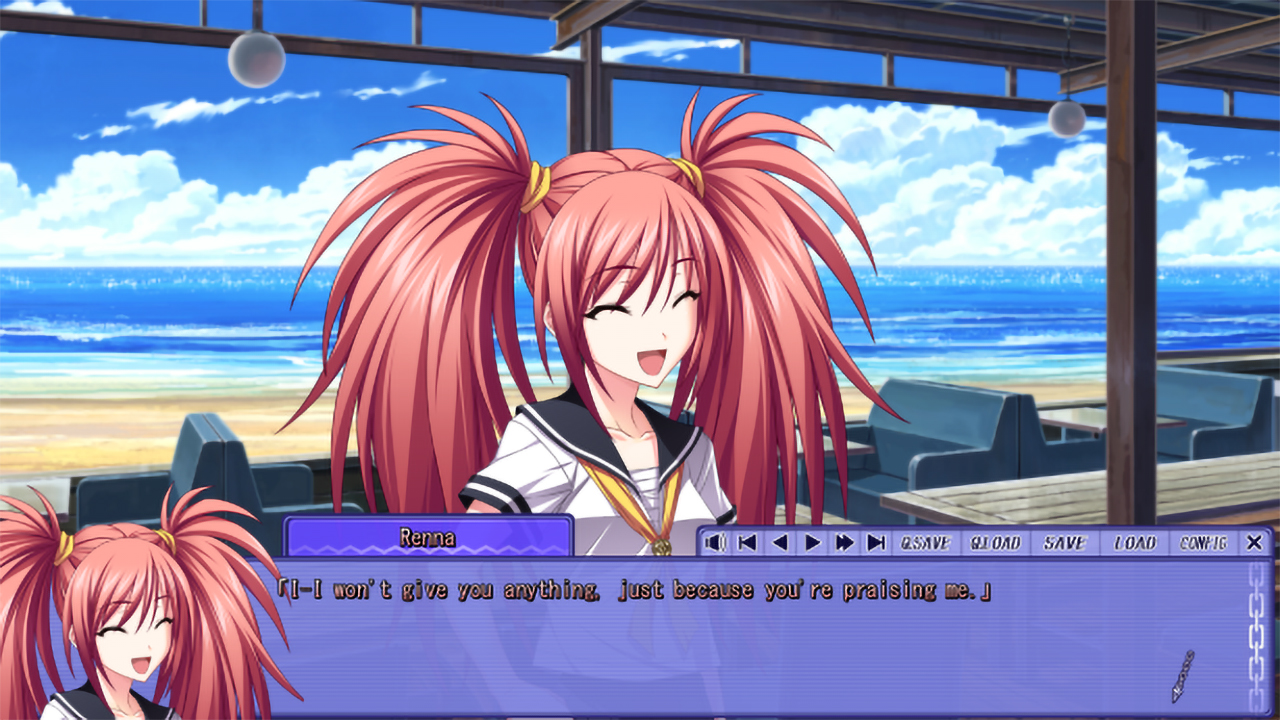 Renna
QSAVE QLOAD SAVE LOAD CONFIG
「I-I won't give you anything, just because you're praising me.」